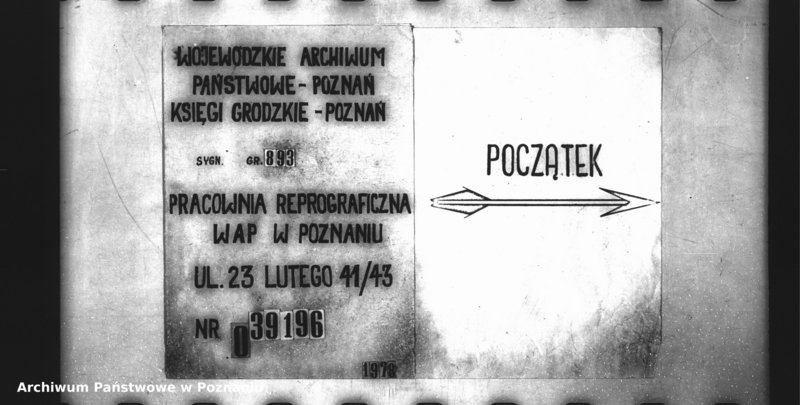 WOJEWÓDZKIE ARCHIWUM
PAŃSTWOWE - POZNAŃ
KSIĘGI GRODZKIE - POZNAŃ
SYGN. GR. 893
PRACOWNIA REPROGRAFICZNA
WAP W POZNANIU
UL. 23 LUTEGO 41/43
NR 039196
1978
POCZĄTEK
Archiwum Państwowe w Poznaniu